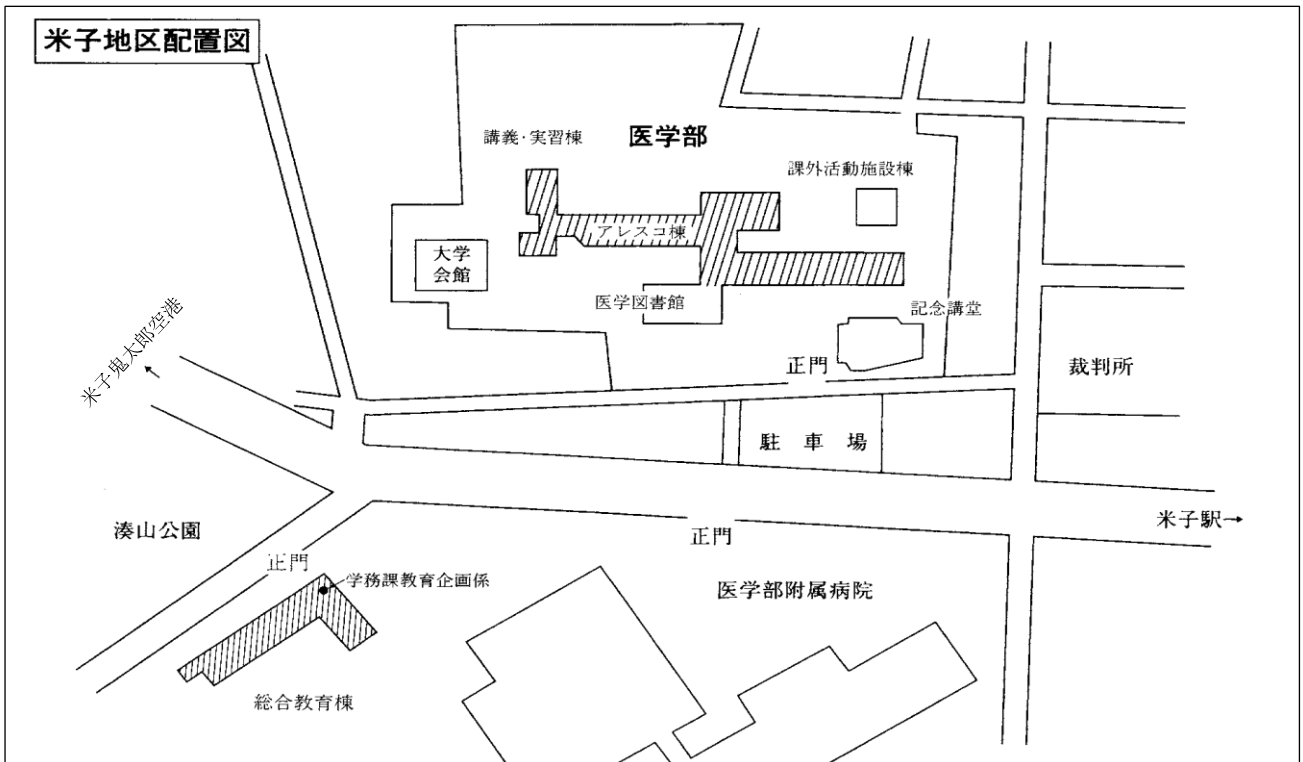 米子地区配置図
医学部
講義・実習棟
課外活動施設棟
アレスコ棟
大学
会館
医学図書館
記念講堂
米子鬼太郎空港
←
正門
裁判所
駐車場
米子駅→
湊山公園
正門
正門
学務課教育企画係
医学部附属病院
総合教育棟